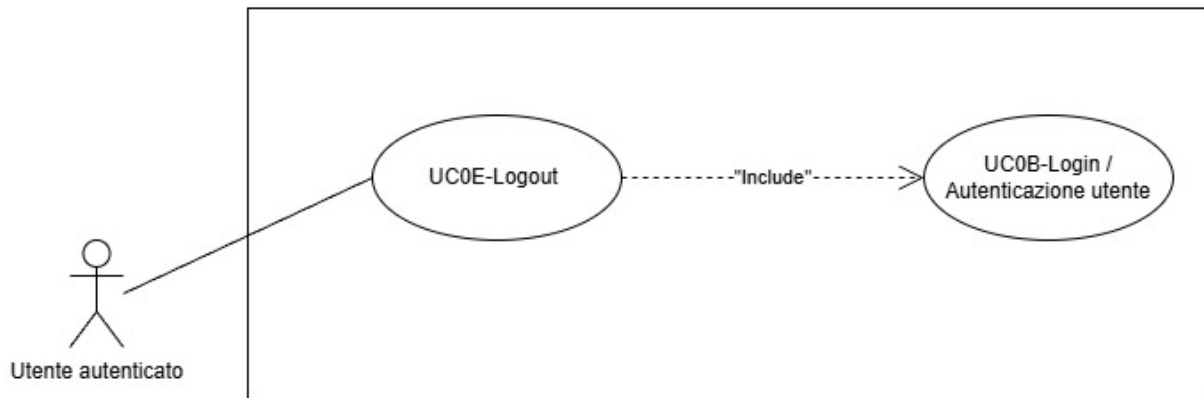 UC0E-Logout
"Include"
UC0B-Login /
Autenticazione utente
Utente autenticato